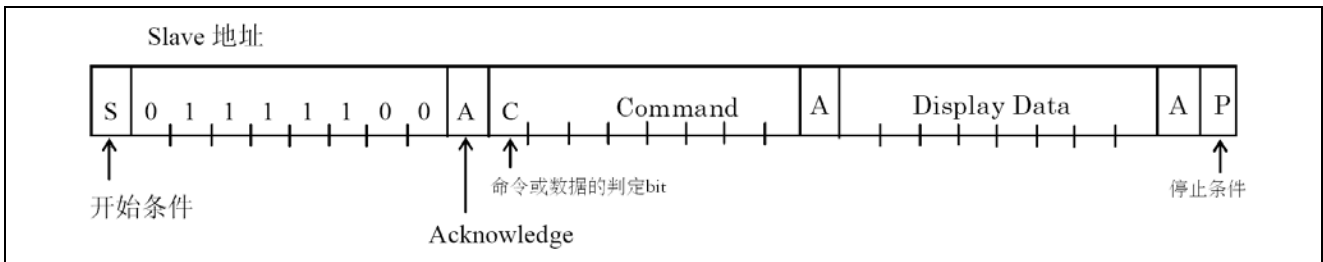 Slave 地址
S 0 1 1 1 1 1 0 0 A C Command A Display Data A P
命令或数据的判定bit
停止条件
开始条件
Acknowledge